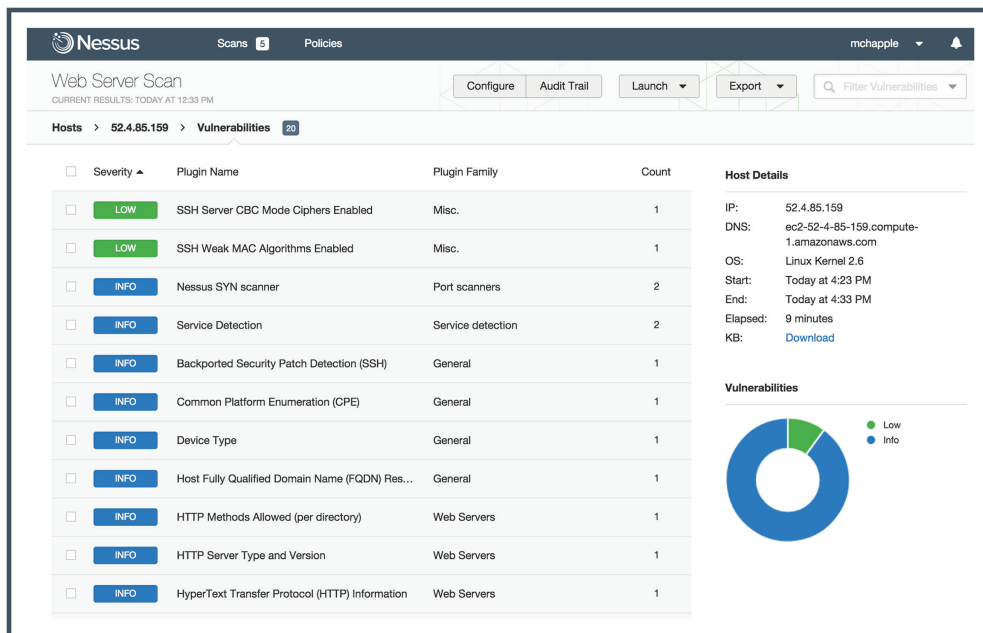 Nessus Scans 5 Policies mchapple
Web Server Scan
CURRENT RESULTS: TODAY AT 12:33 PM
Configure Audit Trail Launch Export Filter Vulnerabilities
Hosts > 52.4.85.159 > Vulnerabilities 20
Severity Plugin Name Plugin Family Count
LOW SSH Server CBC Mode Ciphers Enabled Misc. 1
LOW SSH Weak MAC Algorithms Enabled Misc. 1
INFO Nessus SYN scanner Port scanners 2
INFO Service Detection Service detection 2
INFO Backported Security Patch Detection (SSH) General 1
INFO Common Platform Enumeration (CPE) General 1
INFO Device Type General 1
INFO Host Fully Qualified Domain Name (FQDN) Res... General 1
INFO HTTP Methods Allowed (per directory) Web Servers 1
INFO HTTP Server Type and Version Web Servers 1
INFO HyperText Transfer Protocol (HTTP) Information Web Servers 1
Host Details
IP: 52.4.85.159
DNS: ec2-52-4-85-159.compute-
1.amazonaws.com
OS: Linux Kernel 2.6
Start: Today at 4:23 PM
End: Today at 4:33 PM
Elapsed: 9 minutes
KB: Download
Vulnerabilities
Low
Info